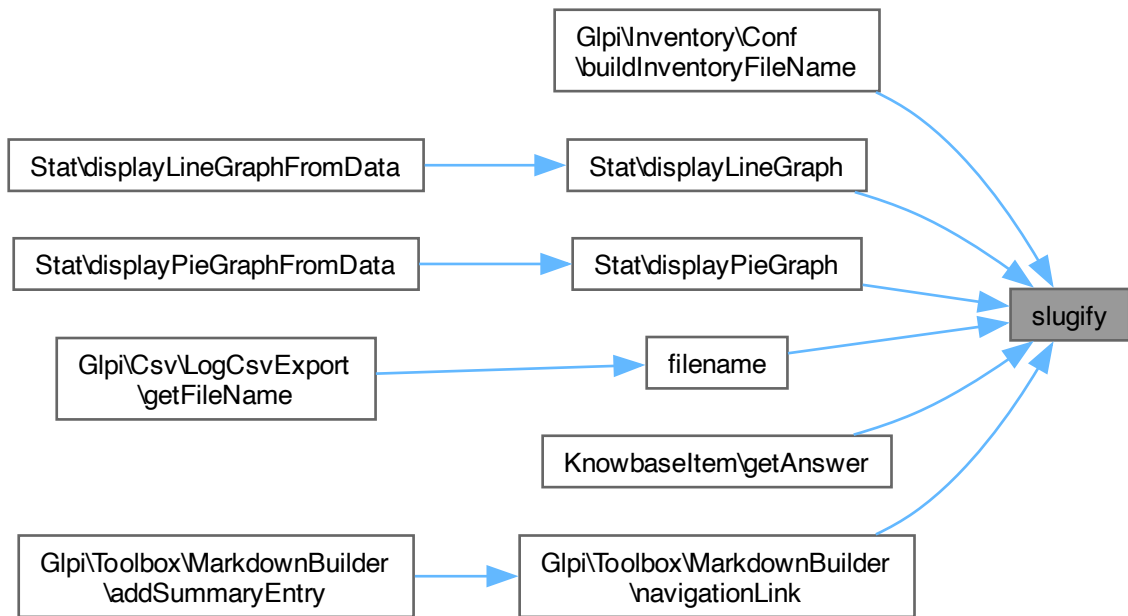 Glpi\Inventory\Conf
\buildInventoryFileName
Stat\displayLineGraphFromData
Stat\displayLineGraph
Stat\displayPieGraphFromData
Stat\displayPieGraph
slugify
Glpi\Csv\LogCsvExport
\getFileName
filename
KnowbaseItem\getAnswer
Glpi\Toolbox\MarkdownBuilder
\addSummaryEntry
Glpi\Toolbox\MarkdownBuilder
\navigationLink